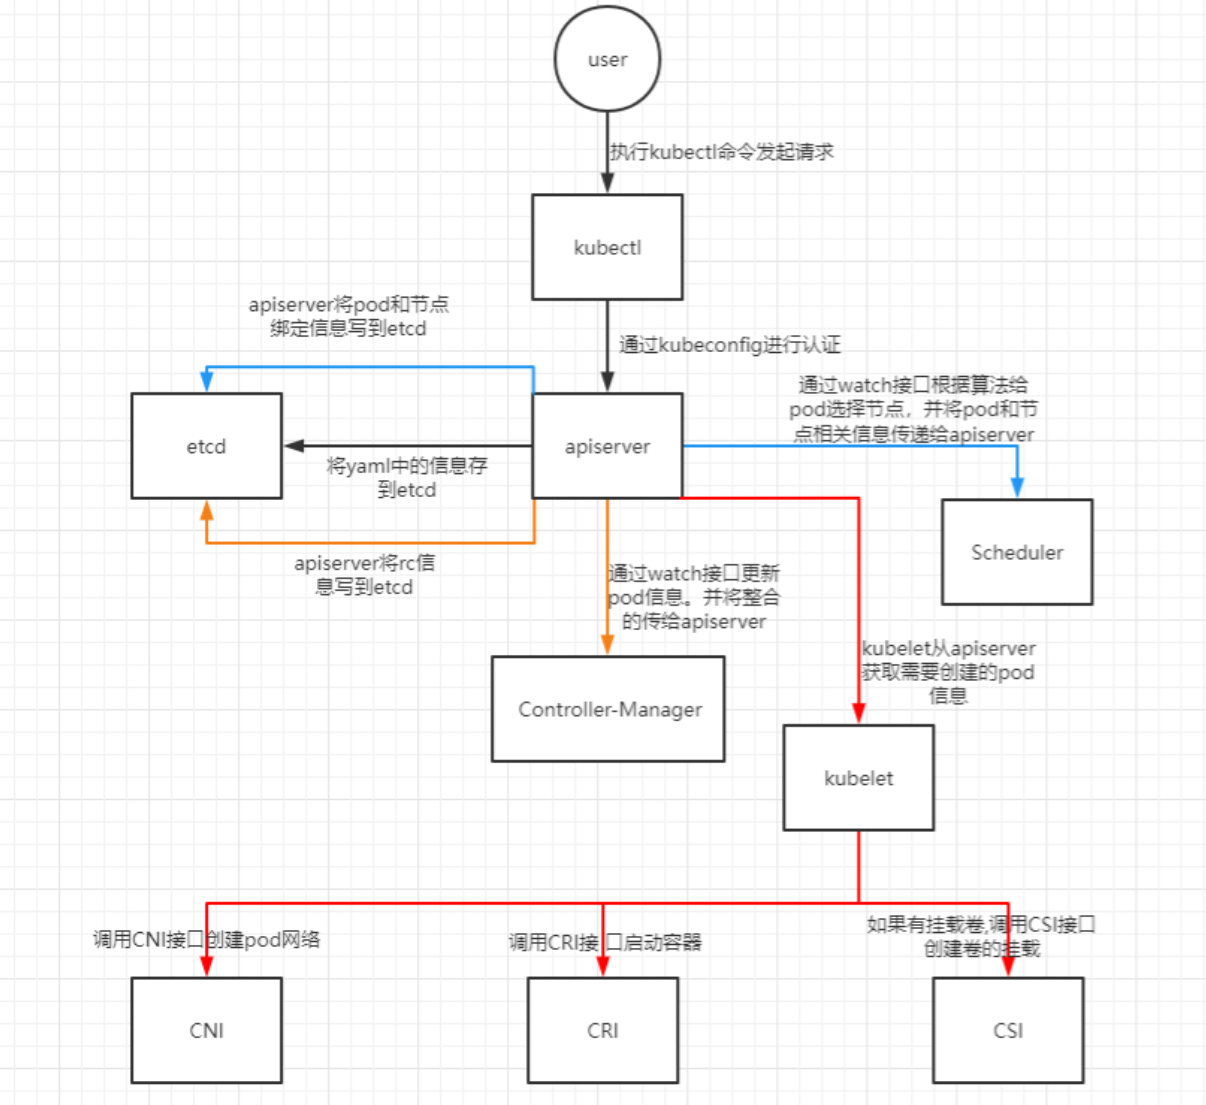 user
执行kubectl命令发起请求
kubectl
apiserver将pod和节点
绑定信息写到etcd
通过kubeconfig进行认证
通过watch接口根据算法给
pod选择节点，并将pod和节
点相关信息传递给apiserver
etcd
apiserver
将yaml中的信息存
到etcd
Scheduler
apiserver将rc信
息写到etcd
通过watch接口更新
pod信息。并将整合
的传给apiserver
kubelet从apiserver
获取需要创建的pod
信息
Controller-Manager
kubelet
调用CNI接口创建pod网络
调用CRI接口启动容器
如果有挂载卷,调用CSI接口
创建卷的挂载
CNI
CRI
CSI